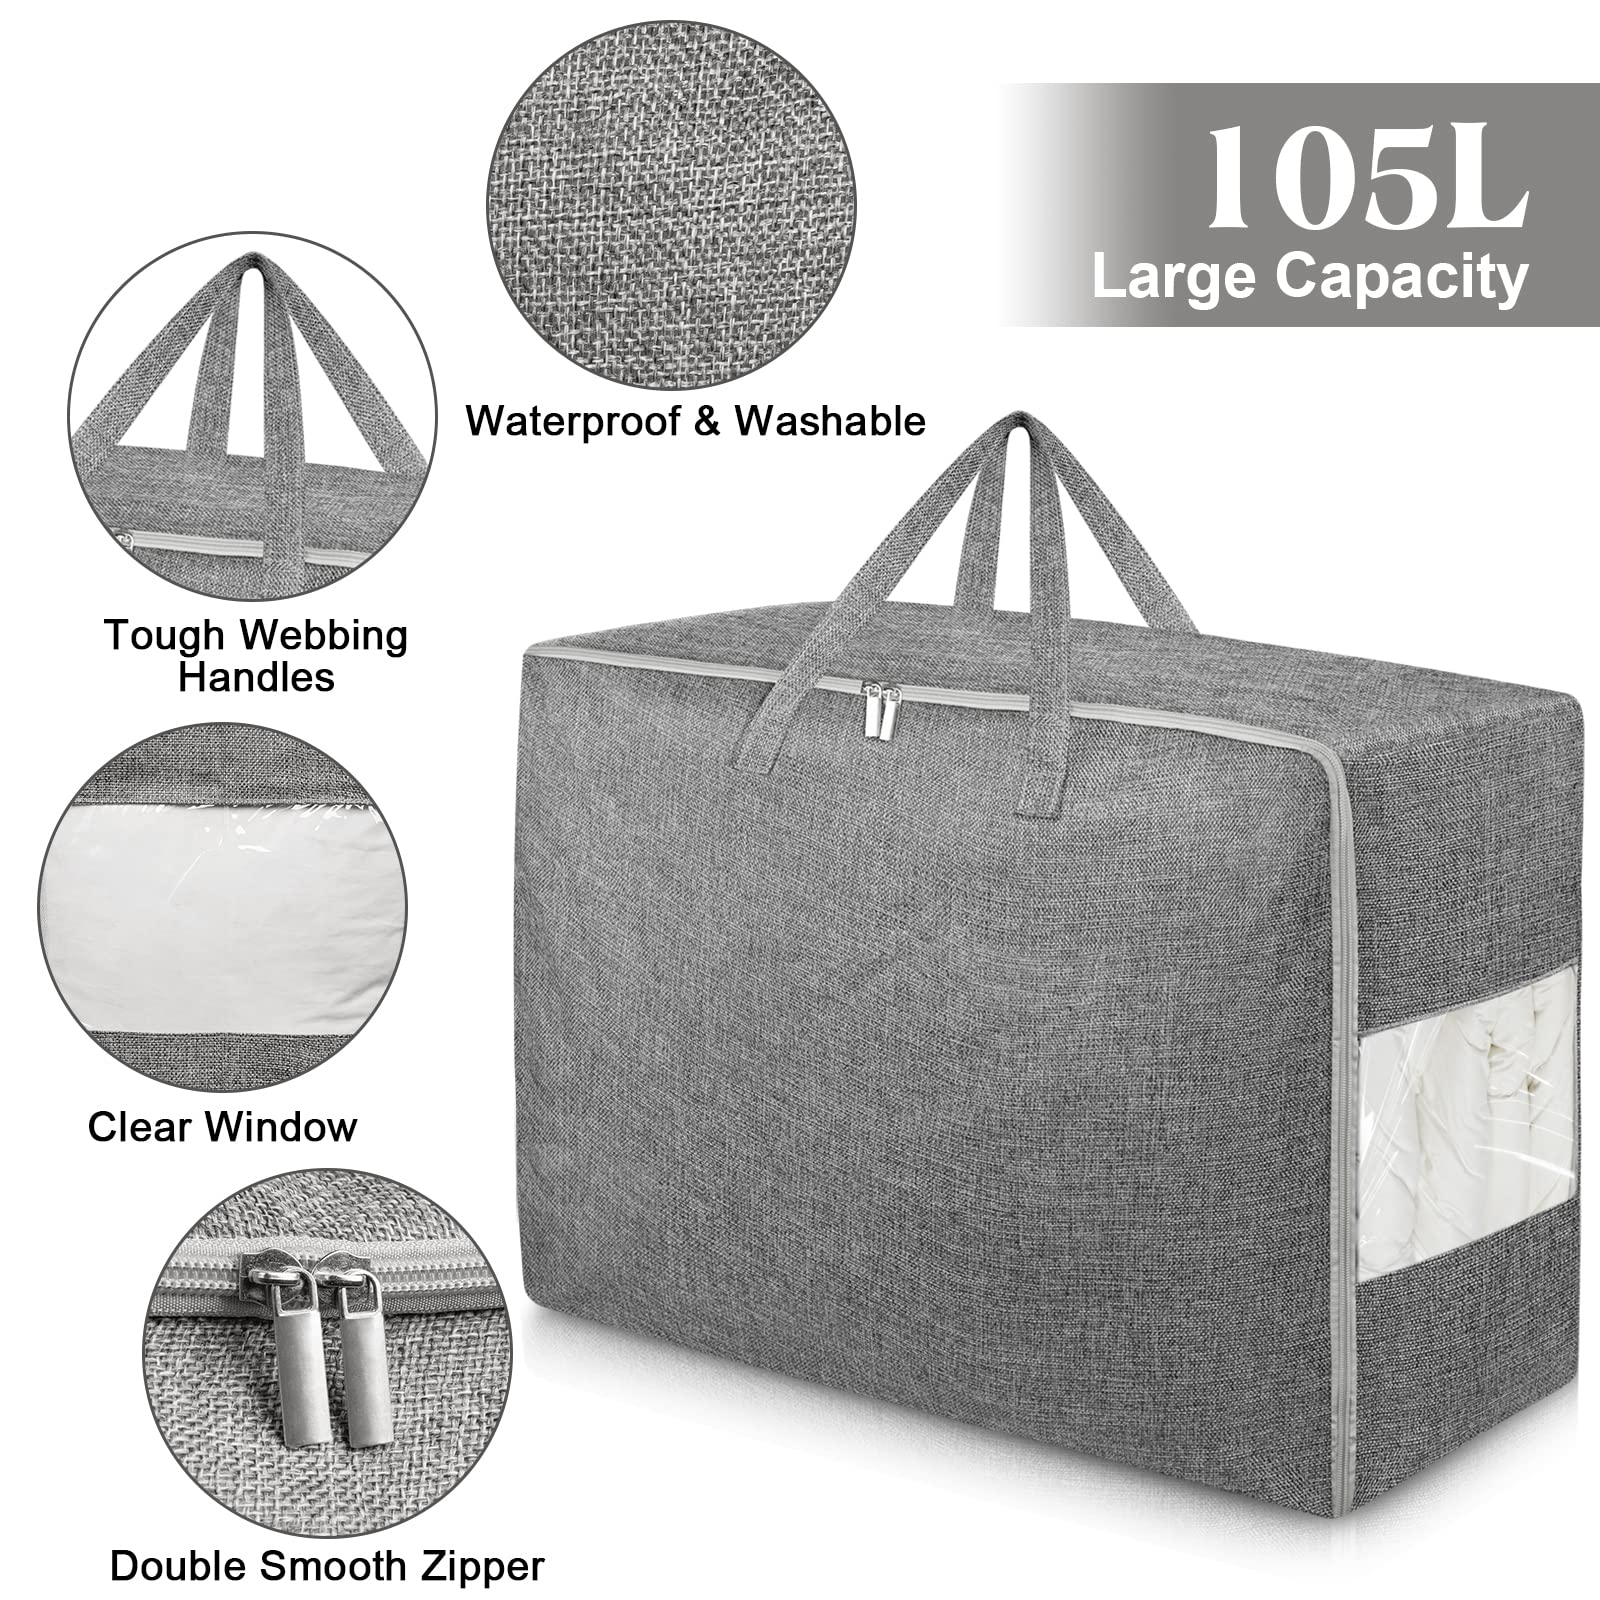 105L
Large Capacity
Waterproof & Washable
Tough Webbing
Handles
Clear Window
Double Smooth Zipper